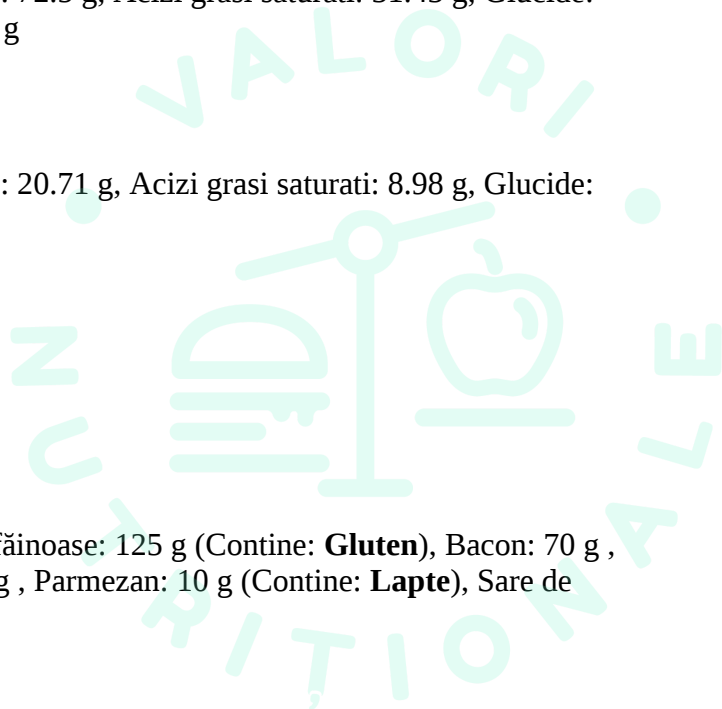 : 72.5 g, Acizi grasi saturati: 31.45 g, Glucide:
g
VALORI
: 20.71 g, Acizi grasi saturati: 8.98 g, Glucide:
făinoase: 125 g (Contine: Gluten), Bacon: 70 g ,
g , Parmezan: 10 g (Contine: Lapte), Sare de
NUTRIȚIONALE